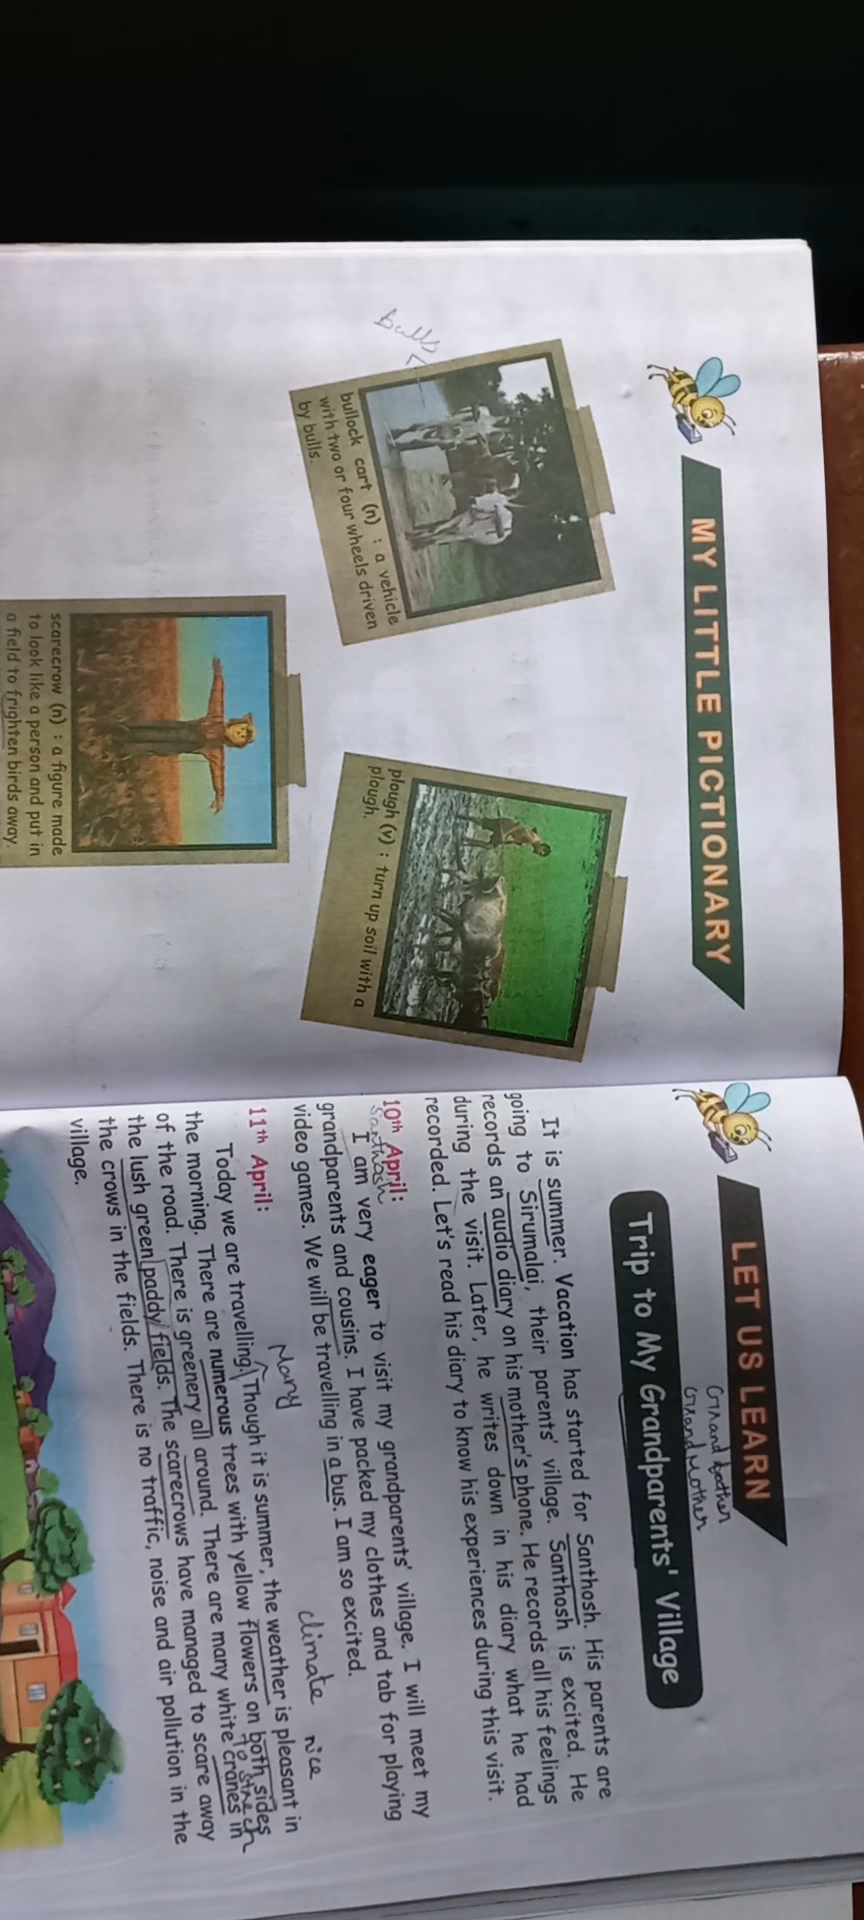 MY LITTLE PICTIONARY
bulls
bullock cart (n) : a vehicle
with two or four wheels driven
by bulls.
plough (v) : turn up soil with a
plough.
scarecrow (n) : a figure made
to look like a person and put in
a field to frighten birds away.
LET US LEARN
Grand father
Grand Mother
Trip to My Grandparents' Village
It is summer. Vacation has started for Santhosh. His parents are
going to Sirumalai, their parents' village. Santhosh is excited. He
records an audio diary on his mother's phone. He records all his feelings
during the visit. Later, he writes down in his diary what he had
recorded. Let's read his diary to know his experiences during this visit.
10th April:
Santhosh
I am very eager to visit my grandparents' village. I will meet my
grandparents and cousins. I have packed my clothes and tab for playing
video games. We will be travelling in a bus. I am so excited.
climate nice
11th April:
Many
Today we are travelling. Though it is summer, the weather is pleasant in
the morning. There are numerous trees with yellow flowers on both sides
of the road. There is greenery all around. There are many white cranes in
the lush green paddy fields. The scarecrows have managed to scare away
the crows in the fields. There is no traffic, noise and air pollution in the
village.